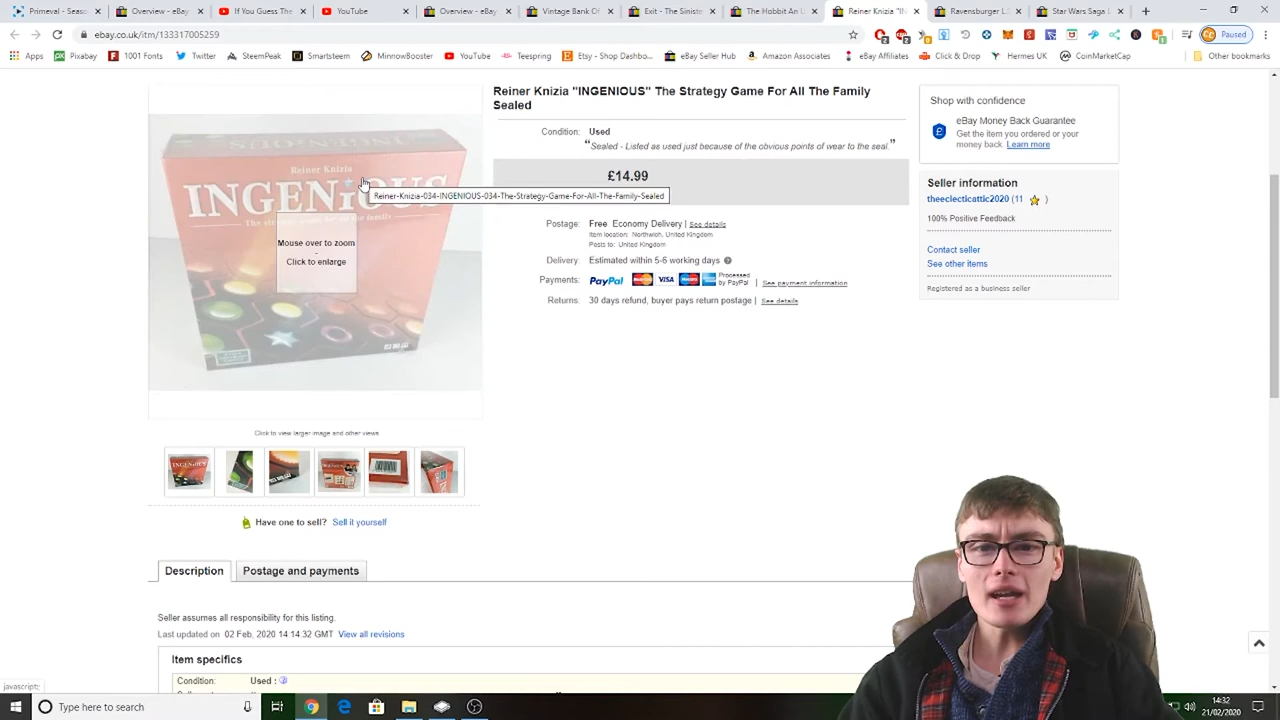 Primeval - Seaso
Overview - eBay
If You Guess The
YouTube
Overview - eBay
Vintage Bank Of
Exit - The Siniste
The Hobbit An U
Reiner Knizia "IN
Ravensburger L
Star Wars Saga
ebay.co.uk/itm/133317005259
Paused
Apps
Pixabay
1001 Fonts
Twitter
SteemPeak
Smartsteem
MinnowBooster
YouTube
Teespring
Etsy - Shop Dashbo...
eBay Seller Hub
Amazon Associates
eBay Affiliates
Click & Drop
Hermes UK
CoinMarketCap
Other bookmarks
Reiner Knizia "INGENIOUS" The Strategy Game For All The Family
Sealed
Condition: Used
"Sealed - Listed as used just because of the obvious points of wear to the seal."
£14.99
Postage: Free Economy Delivery | See details
Item location: Northwich, United Kingdom
Posts to: United Kingdom
Delivery: Estimated within 5-6 working days
Payments: PayPal VISA Processed by PayPal | See payment information
Returns: 30 days refund, buyer pays return postage | See details
Shop with confidence
eBay Money Back Guarantee
Get the item you ordered or your
money back. Learn more
Seller information
theeclecticattic2020 (11 )
100% Positive Feedback
Contact seller
See other items
Registered as a business seller
Reiner Knizia
INGENIOUS
Reiner-Knizia-034-INGENIOUS-034-The-Strategy-Game-For-All-The-Family-Sealed
Mouse over to zoom
-
Click to enlarge
Click to view larger image and other views
Have one to sell? Sell it yourself
Description
Postage and payments
Seller assumes all responsibility for this listing.
Last updated on 02 Feb, 2020 14:14:32 GMT View all revisions
Item specifics
Condition: Used :
javascript:;
Type here to search
14:32
21/02/2020